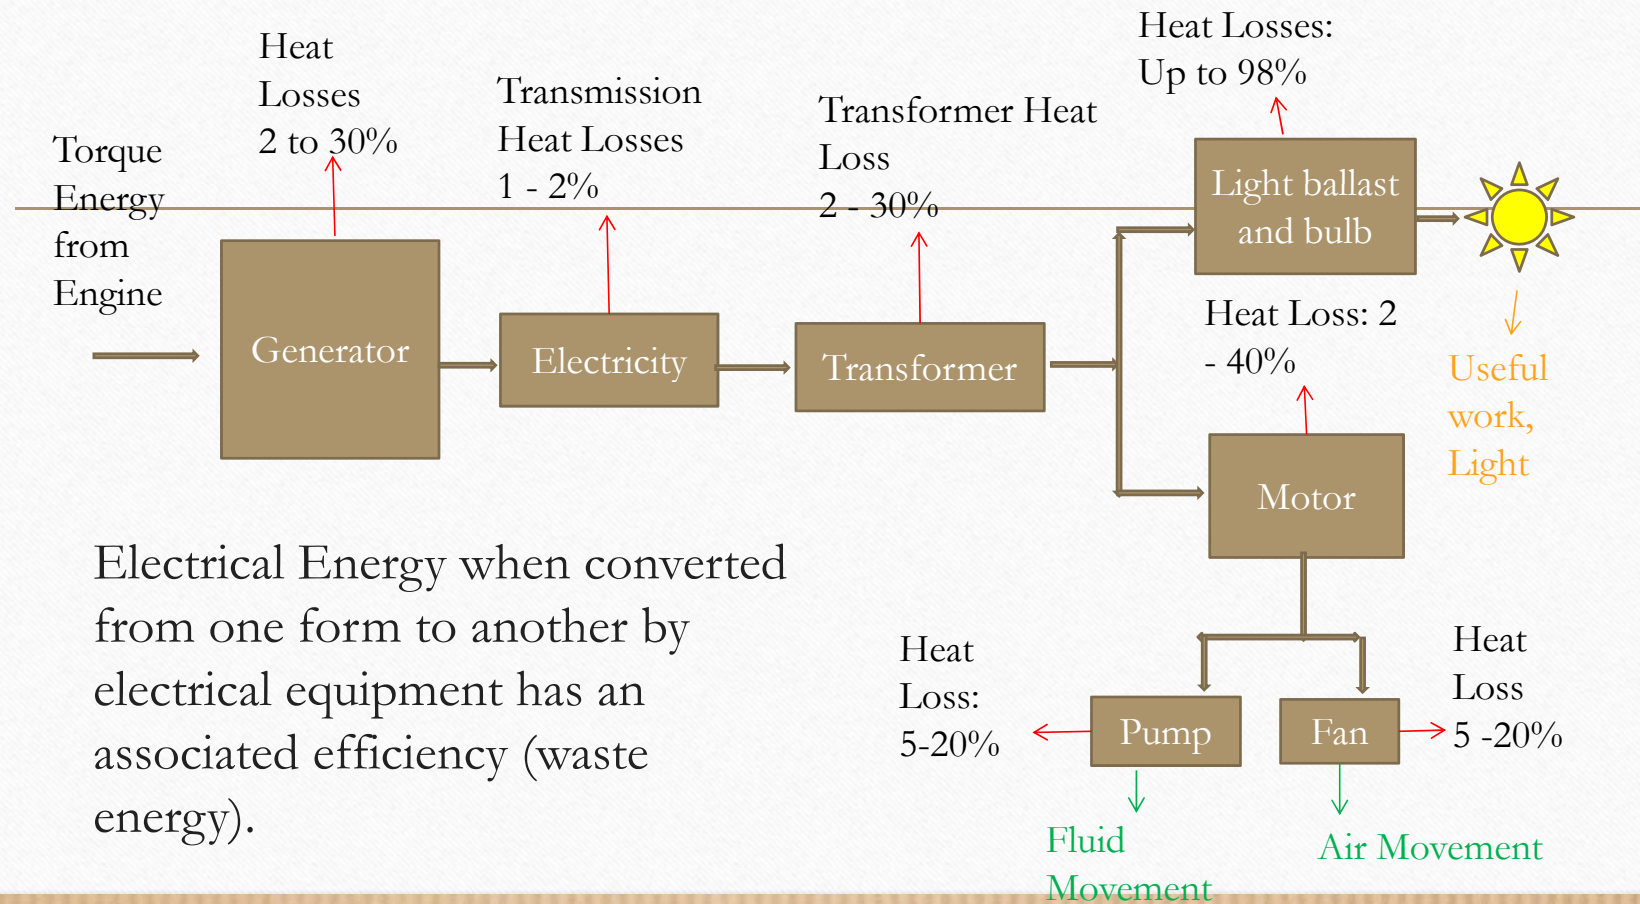 Heat
Losses
2 to 30%
Torque
Energy
from
Engine
Transmission
Heat Losses
1 - 2%
Transformer Heat
Loss
2 - 30%
Heat Losses:
Up to 98%
Generator
Electricity
Transformer
Light ballast
and bulb
Useful
work,
Light
Heat Loss: 2
- 40%
Motor
Electrical Energy when converted
from one form to another by
electrical equipment has an
associated efficiency (waste
energy).
Heat
Loss:
5-20%
Pump
Fan
Heat
Loss
5 -20%
Fluid
Movement
Air Movement